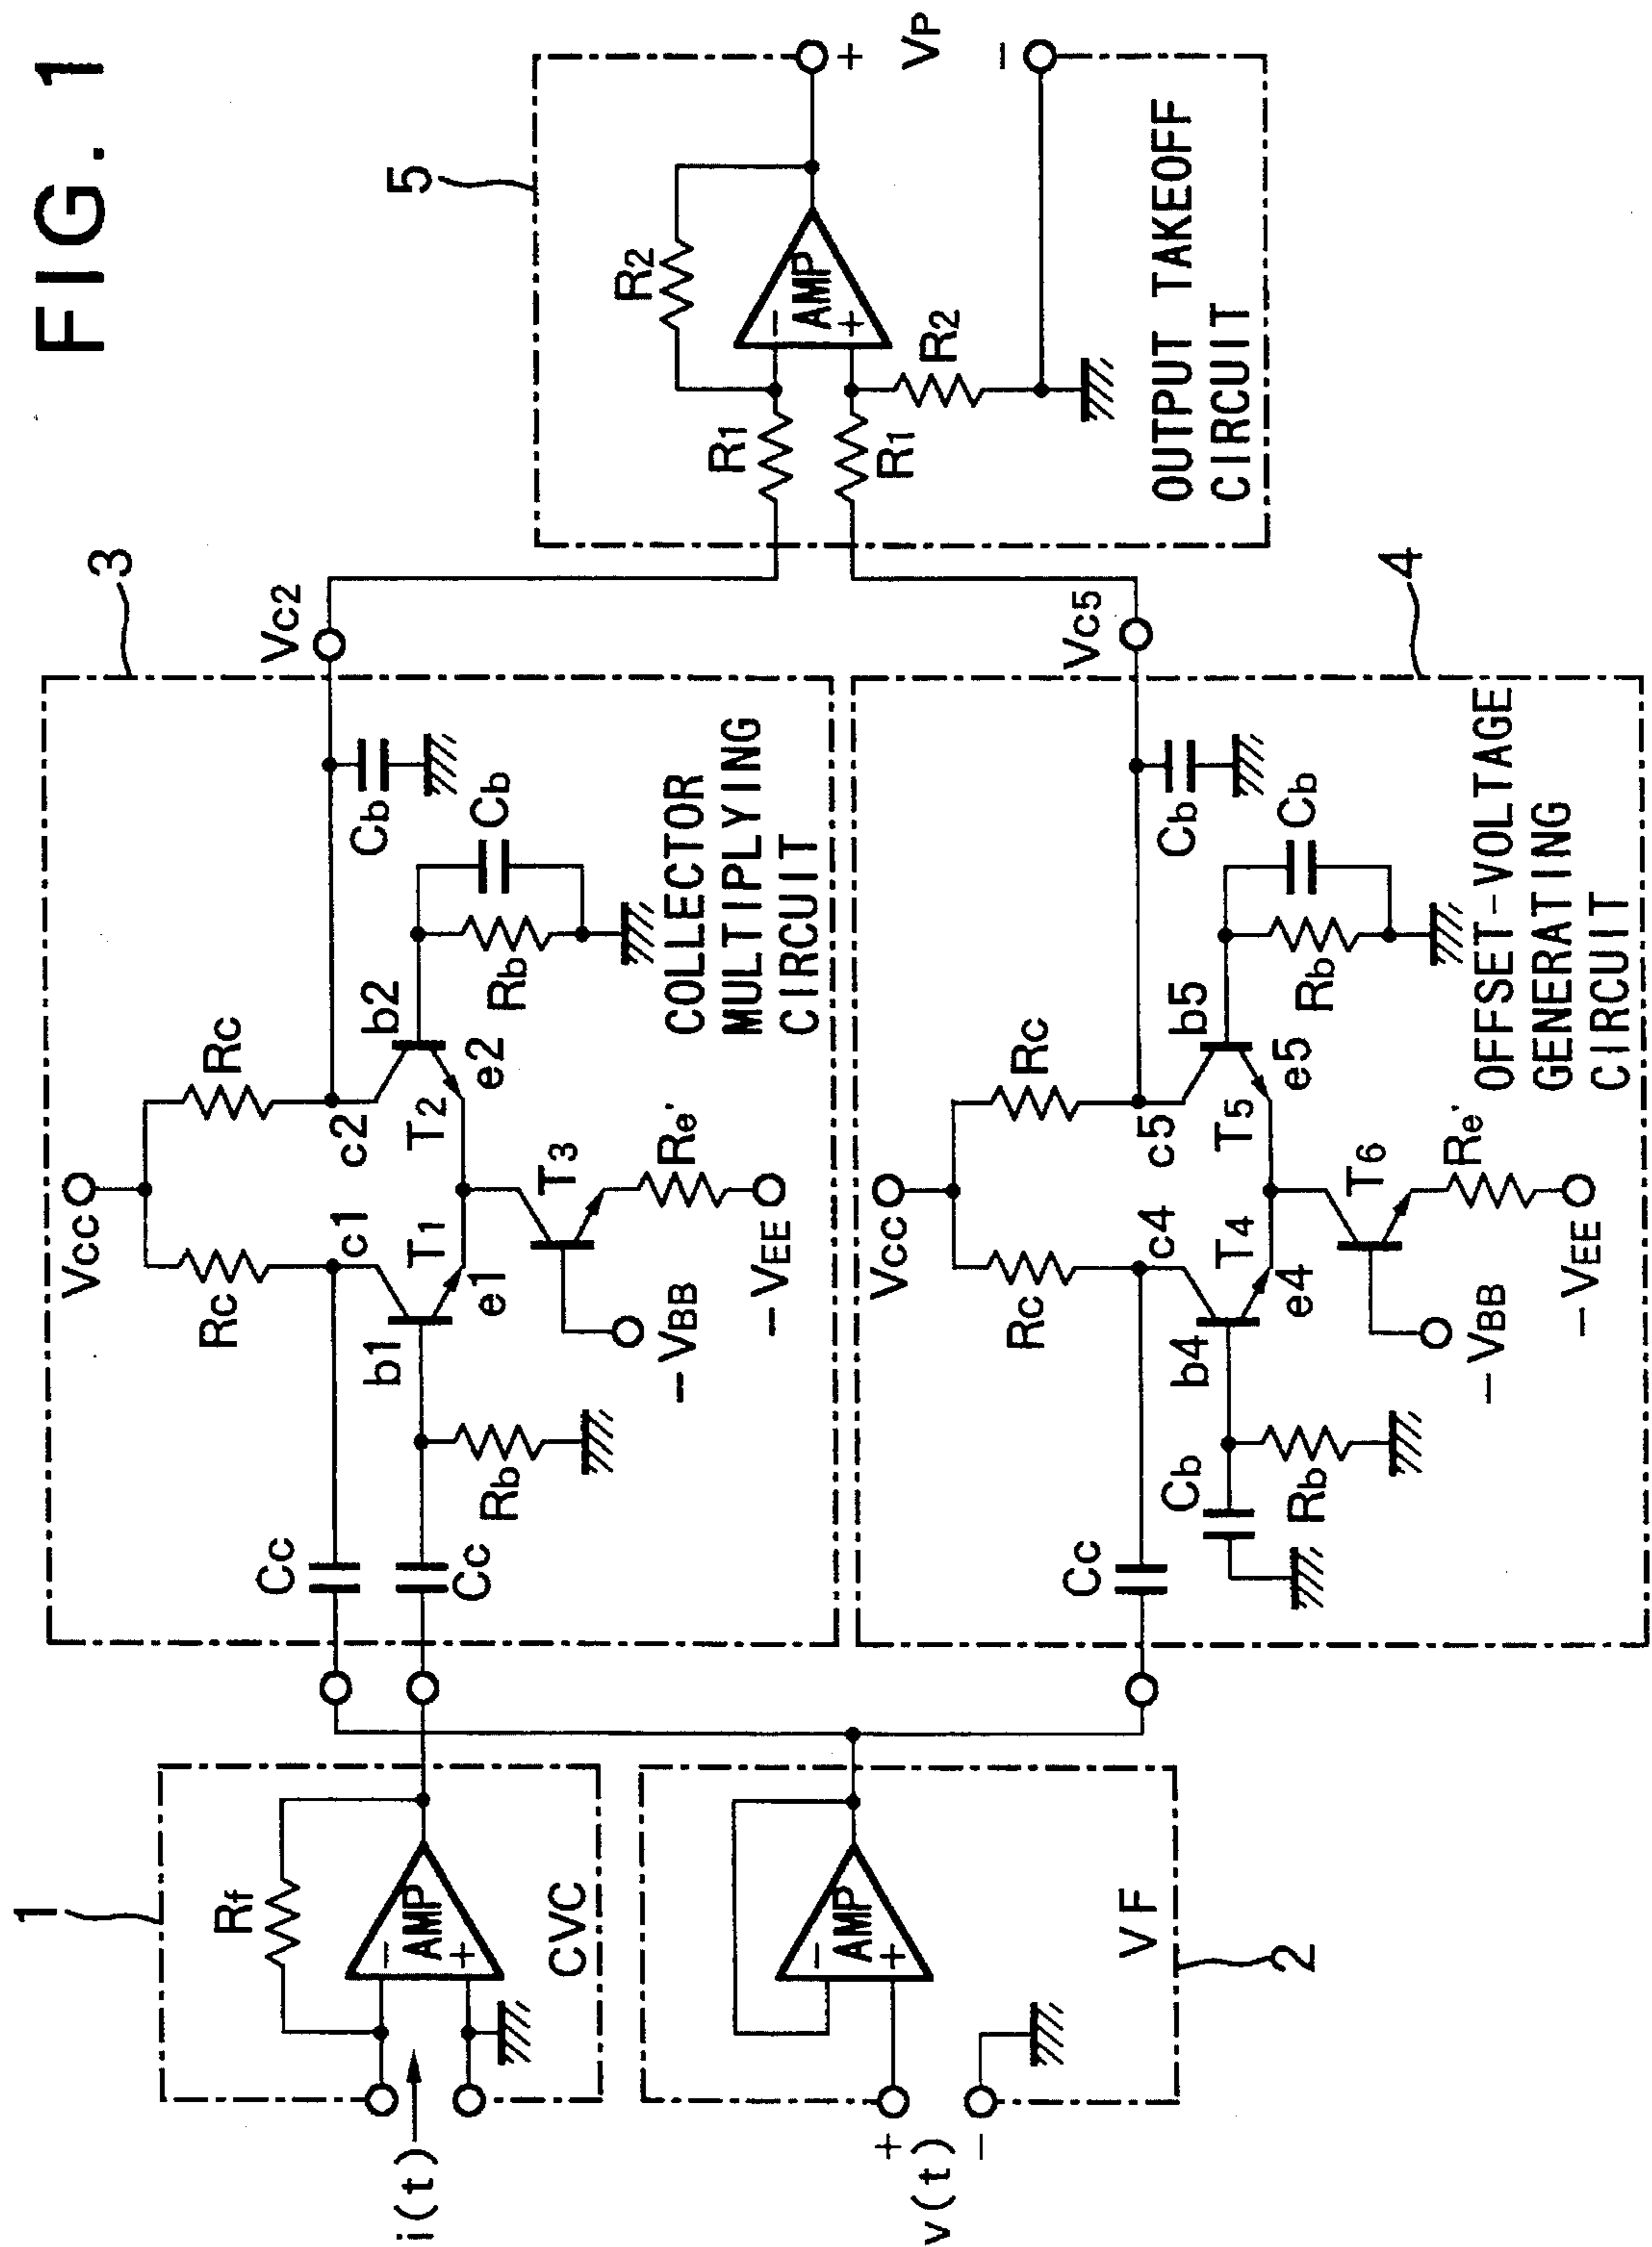 FIG. 1
1
Rf
AMP
−
+
CVC
i(t)
2
AMP
−
+
VF
+
v(t)
−
3
Vcc
Rc
Rc
Cc
Cc
c1
c2
b1
b2
T1
T2
e1
e2
Rb
Rb
Cb
Cb
T3
Re'
−VBB
−VEE
Vc2
COLLECTOR
MULTIPLYING
CIRCUIT
4
Vcc
Rc
Rc
Cc
Cb
c4
c5
b4
b5
T4
T5
e4
e5
Rb
Rb
Cb
Cb
T6
Re'
−VBB
−VEE
Vc5
OFFSET-VOLTAGE
GENERATING
CIRCUIT
5
R1
R1
R2
R2
AMP
−
+
+
VP
−
OUTPUT TAKEOFF
CIRCUIT